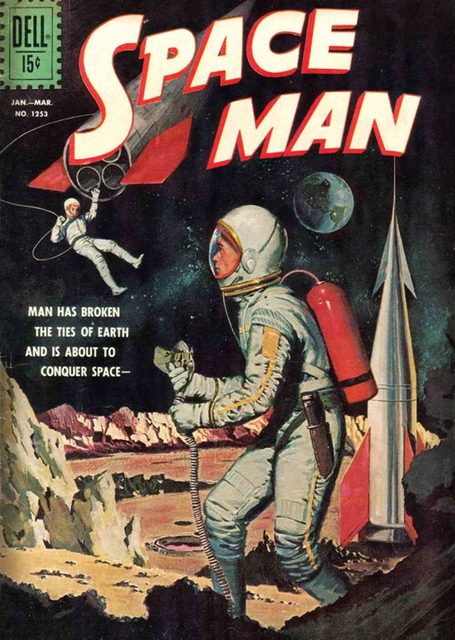 DELL
15¢
JAN.—MAR.
NO. 1253
SPACE
MAN
MAN HAS BROKEN
THE TIES OF EARTH
AND IS ABOUT TO
CONQUER SPACE—